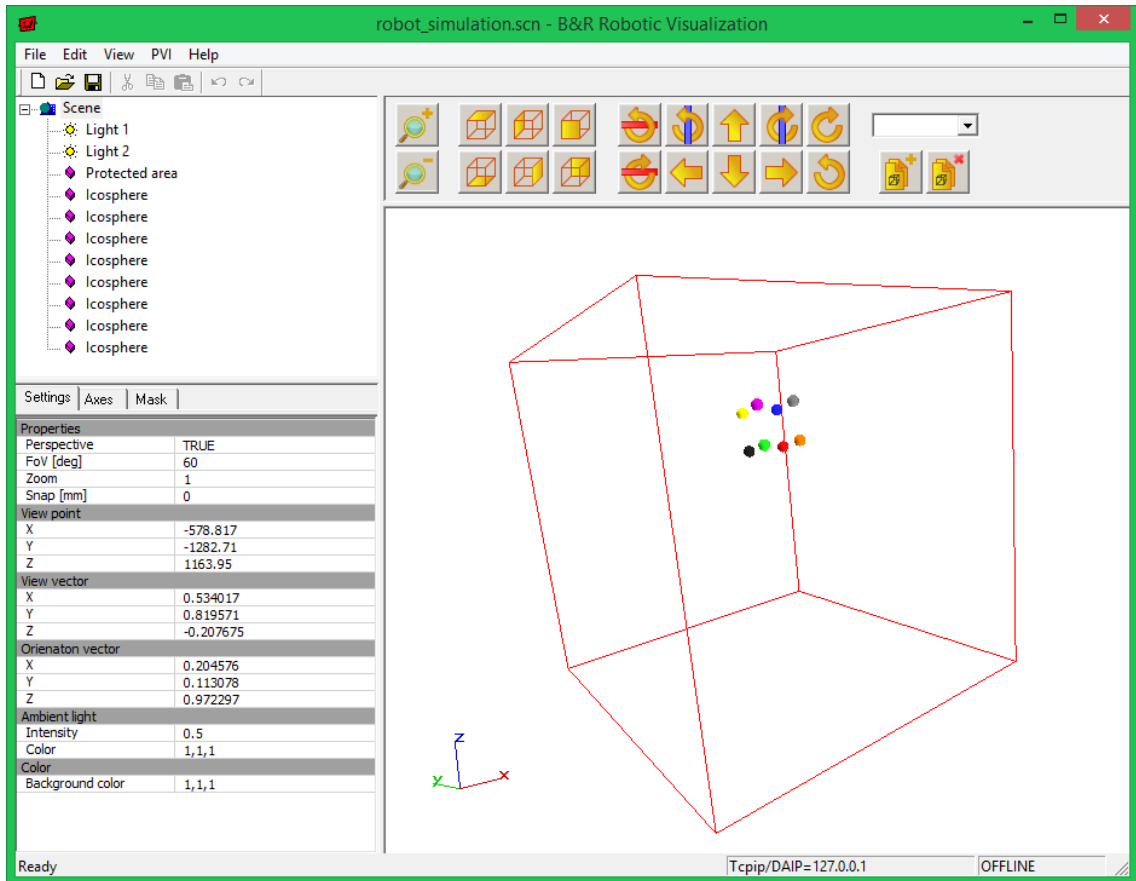 robot_simulation.scn - B&R Robotic Visualization
File Edit View PVI Help
Scene
Light 1
Light 2
Protected area
Icosphere
Icosphere
Icosphere
Icosphere
Icosphere
Icosphere
Icosphere
Icosphere
Settings Axes Mask
Properties
Perspective TRUE
FoV [deg] 60
Zoom 1
Snap [mm] 0
View point
X -578.817
Y -1282.71
Z 1163.95
View vector
X 0.534017
Y 0.819571
Z -0.207675
Orienaton vector
X 0.204576
Y 0.113078
Z 0.972297
Ambient light
Intensity 0.5
Color 1,1,1
Color
Background color 1,1,1
z
y x
Ready Tcpip/DAIP=127.0.0.1 OFFLINE